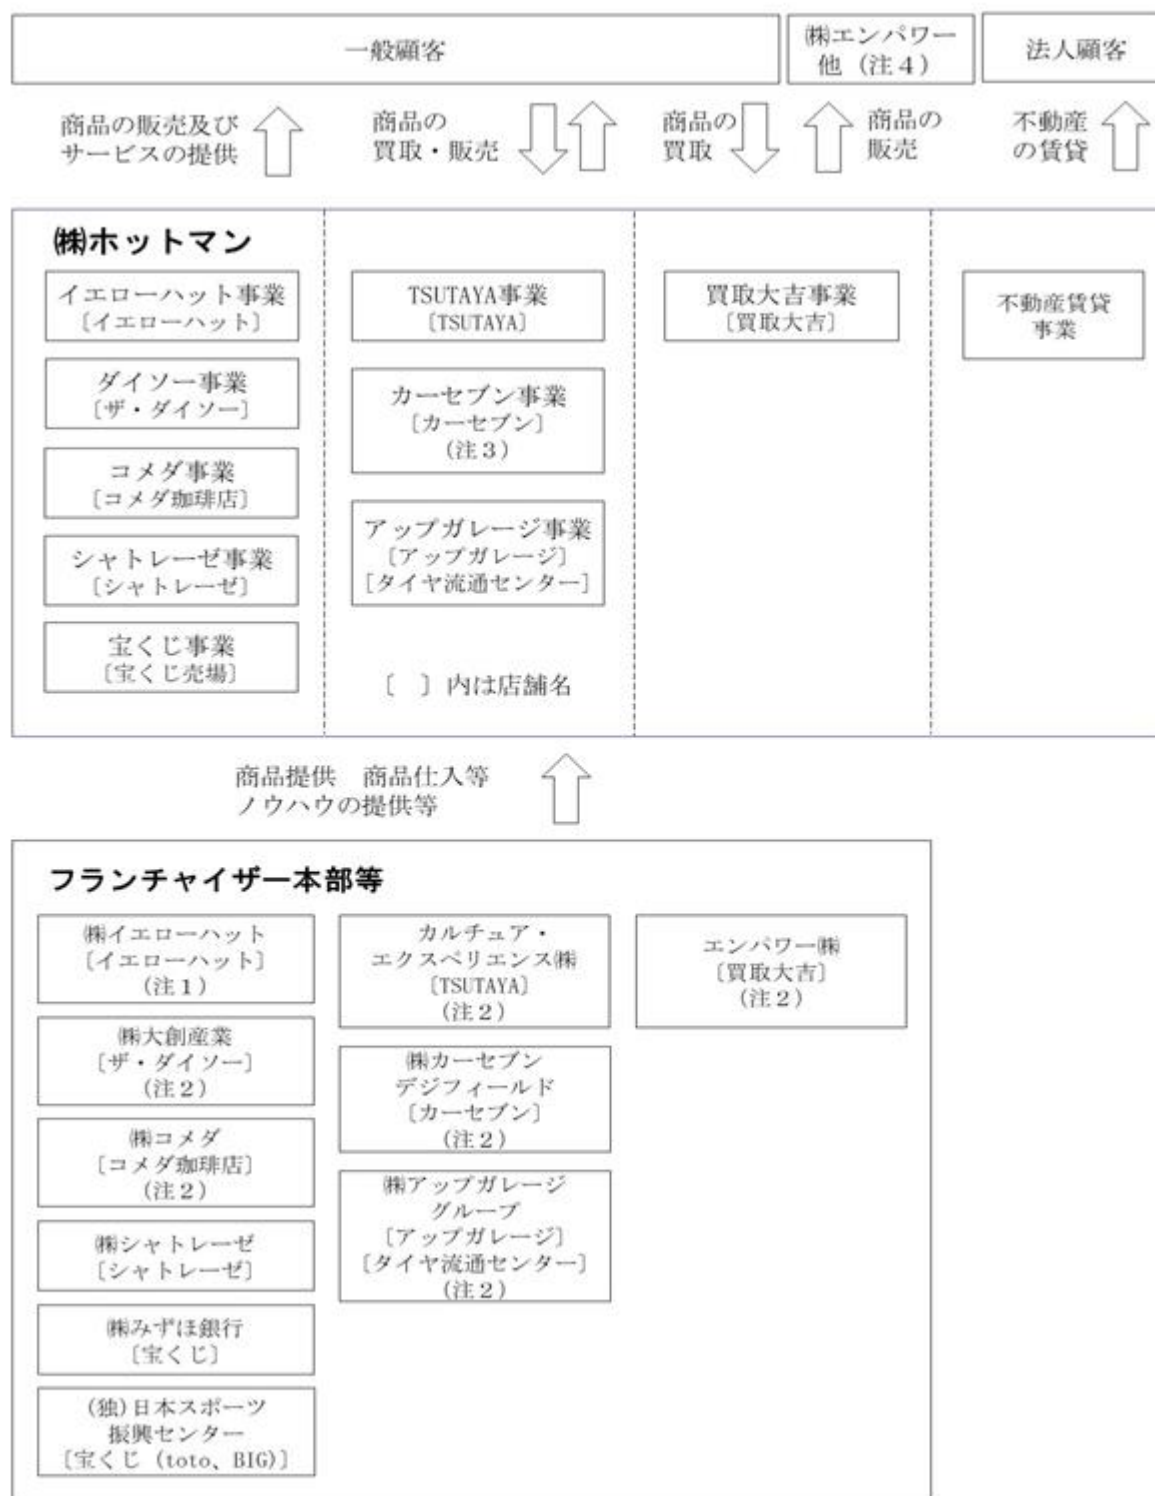 一般顧客
㈱エンパワー
他（注４）
法人顧客
商品の販売及び
サービスの提供
商品の
買取・販売
商品の
買取
商品の
販売
不動産
の賃貸
㈱ホットマン
イエローハット事業
〔イエローハット〕
ダイソー事業
〔ザ・ダイソー〕
コメダ事業
〔コメダ珈琲店〕
シャトレーゼ事業
〔シャトレーゼ〕
宝くじ事業
〔宝くじ売場〕
TSUTAYA事業
〔TSUTAYA〕
カーセブン事業
〔カーセブン〕
（注３）
アップガレージ事業
〔アップガレージ〕
〔タイヤ流通センター〕
〔　〕内は店舗名
買取大吉事業
〔買取大吉〕
不動産賃貸
事業
商品提供　商品仕入等
ノウハウの提供等
フランチャイザー本部等
㈱イエローハット
〔イエローハット〕
（注１）
㈱大創産業
〔ザ・ダイソー〕
（注２）
㈱コメダ
〔コメダ珈琲店〕
（注２）
㈱シャトレーゼ
〔シャトレーゼ〕
㈱みずほ銀行
〔宝くじ〕
(独)日本スポーツ
振興センター
〔宝くじ（toto、BIG)〕
カルチュア・
エクスペリエンス㈱
〔TSUTAYA〕
（注２）
㈱カーセブン
デジフィールド
〔カーセブン〕
（注２）
㈱アップガレージ
グループ
〔アップガレージ〕
〔タイヤ流通センター〕
（注２）
エンパワー㈱
〔買取大吉〕
（注２）